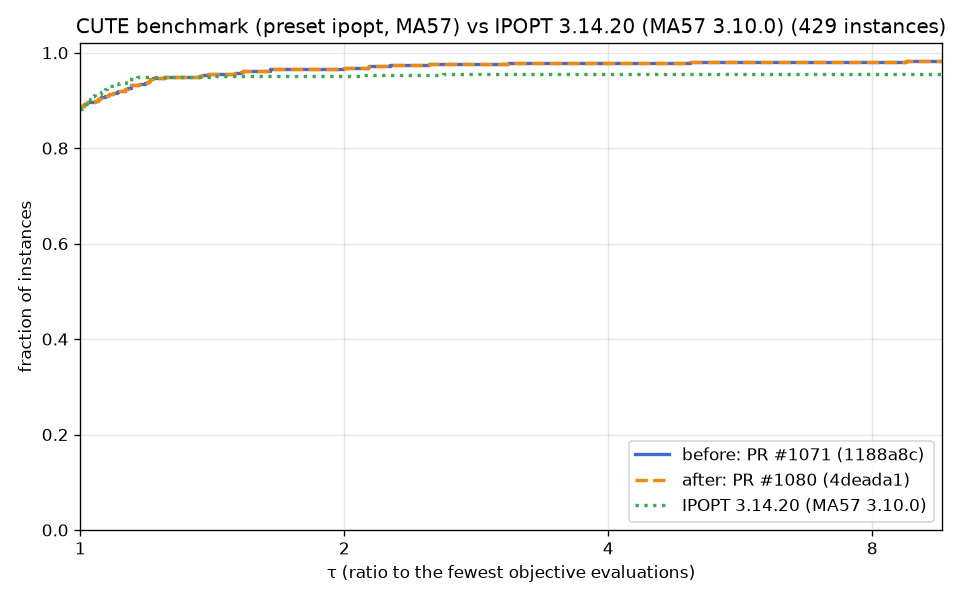 CUTE benchmark (preset ipopt, MA57) vs IPOPT 3.14.20 (MA57 3.10.0) (429 instances)
1.0
0.8
0.6
0.4
0.2
0.0
fraction of instances
1
2
4
8
τ (ratio to the fewest objective evaluations)
before: PR #1071 (1188a8c)
after: PR #1080 (4deada1)
IPOPT 3.14.20 (MA57 3.10.0)